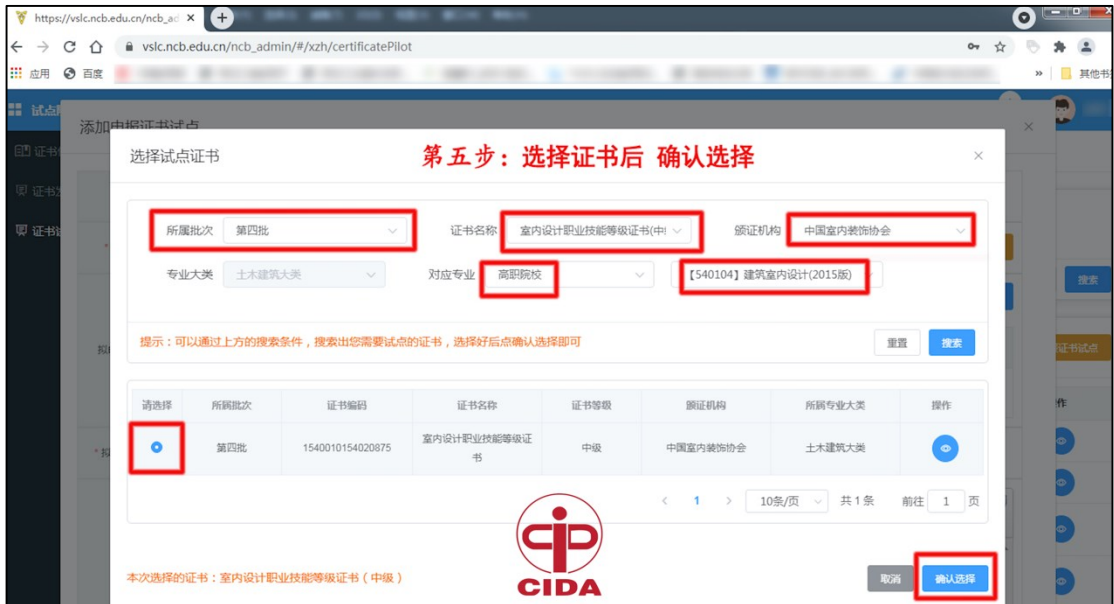 https://vslc.ncb.edu.cn/ncb_ad
vslc.ncb.edu.cn/ncb_admin/#/xzh/certificatePilot
应用 百度
其他书
试点
添加申报证书试点
证书
证书
证书
选择试点证书
第五步：选择证书后 确认选择
所属批次 第四批 证书名称 室内设计职业技能等级证书(中 颁证机构 中国室内装饰协会
专业大类 土木建筑大类 对应专业 高职院校 【540104】建筑室内设计(2015版)
搜索
提示：可以通过上方的搜索条件，搜索出您需要试点的证书，选择好后点确认选择即可 重置 搜索
证书试点
请选择 所属批次 证书编码 证书名称 证书等级 颁证机构 所属专业大类 操作
作
第四批 1540010154020875 室内设计职业技能等级证 中级 中国室内装饰协会 土木建筑大类
书
1 10条/页 共1条 前往 1 页
本次选择的证书：室内设计职业技能等级证书（中级）
CIDA
取消 确认选择